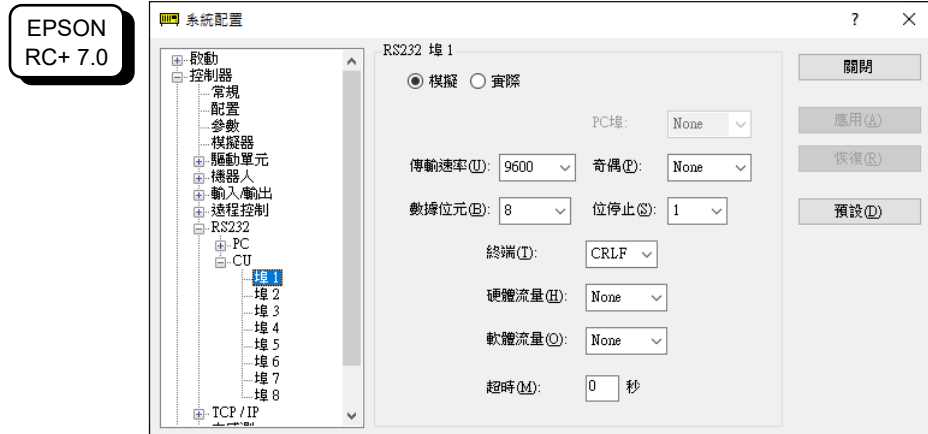 EPSON
RC+ 7.0
系統配置
?
啟動
控制器
常規
配置
參數
模擬器
驅動單元
機器人
輸入/輸出
遠程控制
RS232
PC
CU
埠 1
埠 2
埠 3
埠 4
埠 5
埠 6
埠 7
埠 8
TCP / IP
RS232 埠 1
模擬 實際
PC埠: None
傳輸速率(U): 9600 奇偶(P): None
數據位元(B): 8 位停止(S): 1
終端(T): CRLF
硬體流量(H): None
軟體流量(O): None
超時(M): 0 秒
關閉
應用(A)
恢復(R)
預設(D)